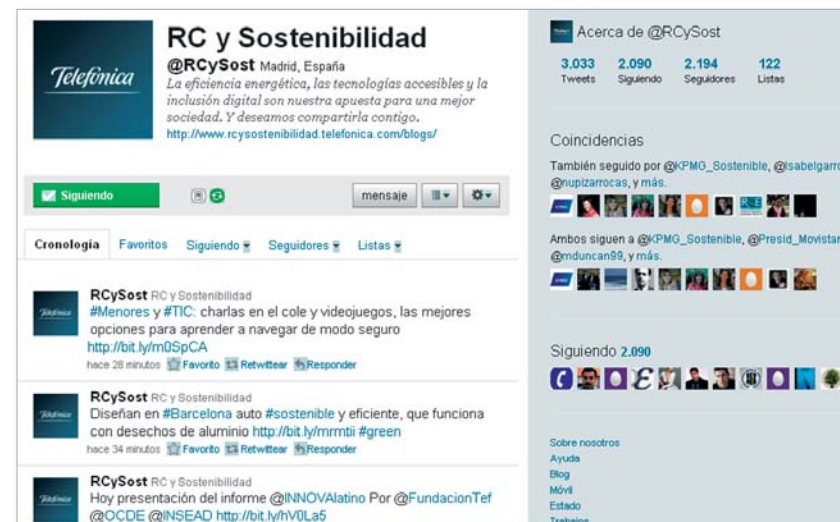 Telefónica
RC y Sostenibilidad
@RCySost Madrid, España
La eficiencia energética, las tecnologías accesibles y la
inclusión digital son nuestra apuesta para una mejor
sociedad. Y deseamos compartirla contigo.
http://www.rcysostenibilidad.telefonica.com/blogs/
Siguiendo
mensaje
Cronología Favoritos Siguiendo Seguidores Listas
RCySost RC y Sostenibilidad
#Menores y #TIC: charlas en el cole y videojuegos, las mejores
opciones para aprender a navegar de modo seguro
http://bit.ly/m0SpCA
hace 28 minutos Favorito Retwittear Responder
RCySost RC y Sostenibilidad
Diseñan en #Barcelona auto #sostenible y eficiente, que funciona
con desechos de aluminio http://bit.ly/mrmtii #green
hace 34 minutos Favorito Retwittear Responder
RCySost RC y Sostenibilidad
Hoy presentación del informe @INNOVAlatino Por @FundacionTef
@OCDE @INSEAD http://bit.ly/hV0La5
Acerca de @RCySost
3.033 2.090 2.194 122
Tweets Siguiendo Seguidores Listas
Coincidencias
También seguido por @KPMG_Sostenible, @Isabelgarro
@nupizarrocas, y más.
Ambos siguen a @KPMG_Sostenible, @Presid_Movistar
@mduncan99, y más.
Siguiendo 2.090
Sobre nosotros
Ayuda
Blog
Móvil
Estado
Trabajos